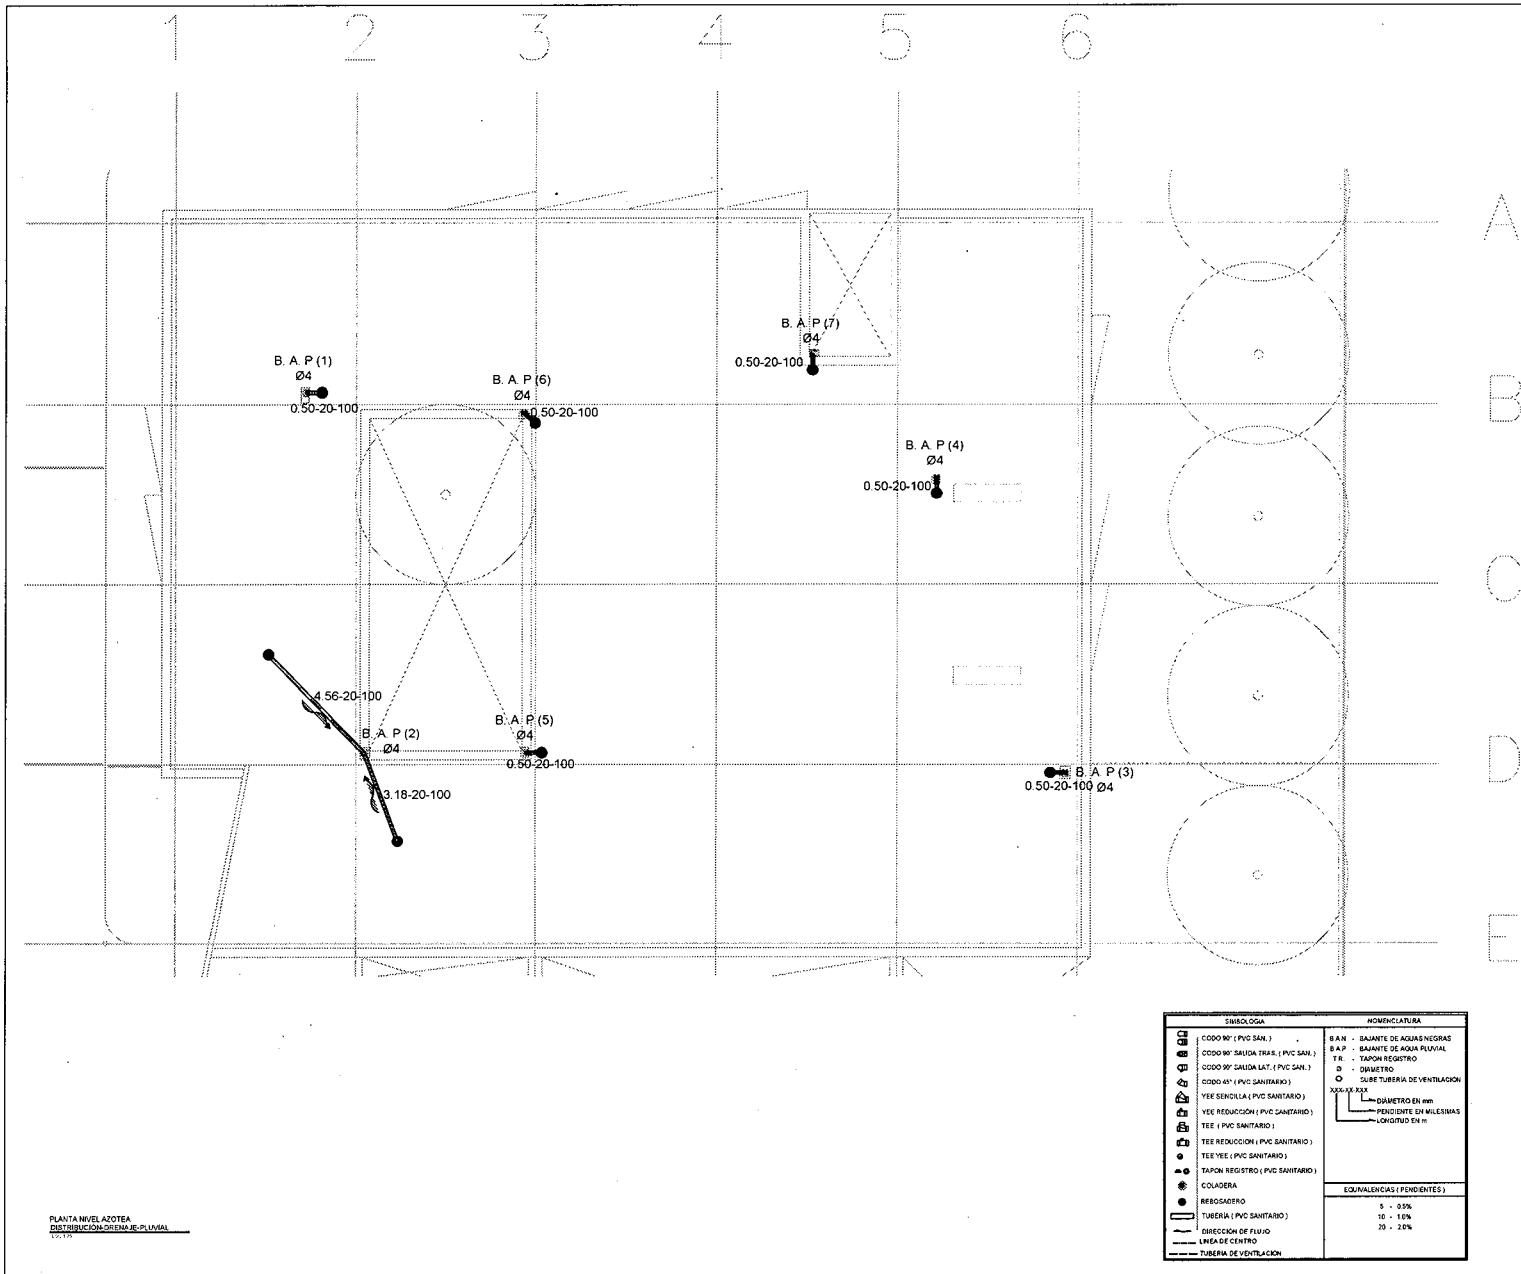 1 2 3 4 5 6
A
B. A. P (7)
Ø4
0.50-20-100
B. A. P (1)
Ø4
0.50-20-100
B. A. P (6)
Ø4
0.50-20-100
B
B. A. P (4)
Ø4
0.50-20-100
C
4.56-20-100
B. A. P (2)
Ø4
B. A. P (5)
Ø4
0.50-20-100
D
B. A. P (3)
0.50-20-100 Ø4
3.18-20-100
E
SIMBOLOGIA
CODO 90° ( PVC SAN. )
CODO 90° SALIDA TRAS. ( PVC SAN. )
CODO 90° SALIDA LAT. ( PVC SAN. )
CODO 45° ( PVC SANITARIO )
YEE SENCILLA ( PVC SANITARIO )
YEE REDUCCIÓN ( PVC SANITARIO )
TEE ( PVC SANITARIO )
TEE REDUCCION ( PVC SANITARIO )
TEE YEE ( PVC SANITARIO )
TAPON REGISTRO ( PVC SANITARIO )
COLADERA
REBOSADERO
TUBERÍA ( PVC SANITARIO )
DIRECCIÓN DE FLUJO
LINEA DE CENTRO
TUBERIA DE VENTILACION
NOMENCLATURA
B.A.N - BAJANTE DE AGUAS NEGRAS
B.A.P - BAJANTE DE AGUA PLUVIAL
T.R. - TAPON REGISTRO
Ø - DIAMETRO
SUBE TUBERÍA DE VENTILACIÓN
XXX-XX-XXX
DIÁMETRO EN mm
PENDIENTE EN MILESIMAS
LONGITUD EN m
EQUIVALENCIAS ( PENDIENTES )
5 - 0.5%
10 - 1.0%
20 - 2.0%
PLANTA NIVEL AZOTEA
DISTRIBUCIÓN-DRENAJE-PLUVIAL